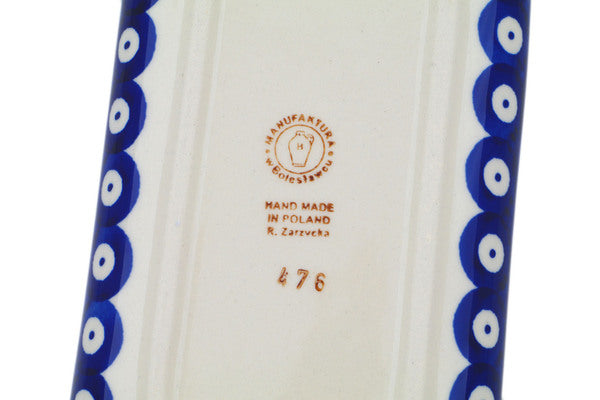 MANUFAKTURA
w Bolesławcu
M
HAND MADE
IN POLAND
R. Zarzycka
476